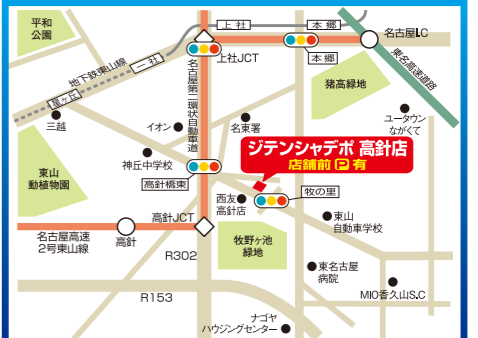 平和
公園
上社
本郷
名古屋I.C
上社JCT
本郷
東名高速道路
地下鉄東山線
一社
星ヶ丘
名古屋第二環状自動車道
猪高緑地
三越
イオン
名東署
ユータウン
ながくて
ジテンシャデポ 高針店
店舗前 P 有
神丘中学校
東山
動植物園
高針橋東
牧の里
西友
高針店
高針JCT
東山
自動車学校
名古屋高速
2号東山線
高針
牧野ヶ池
緑地
R302
東名古屋
病院
MIO香久山S.C
R153
ナゴヤ
ハウジングセンター